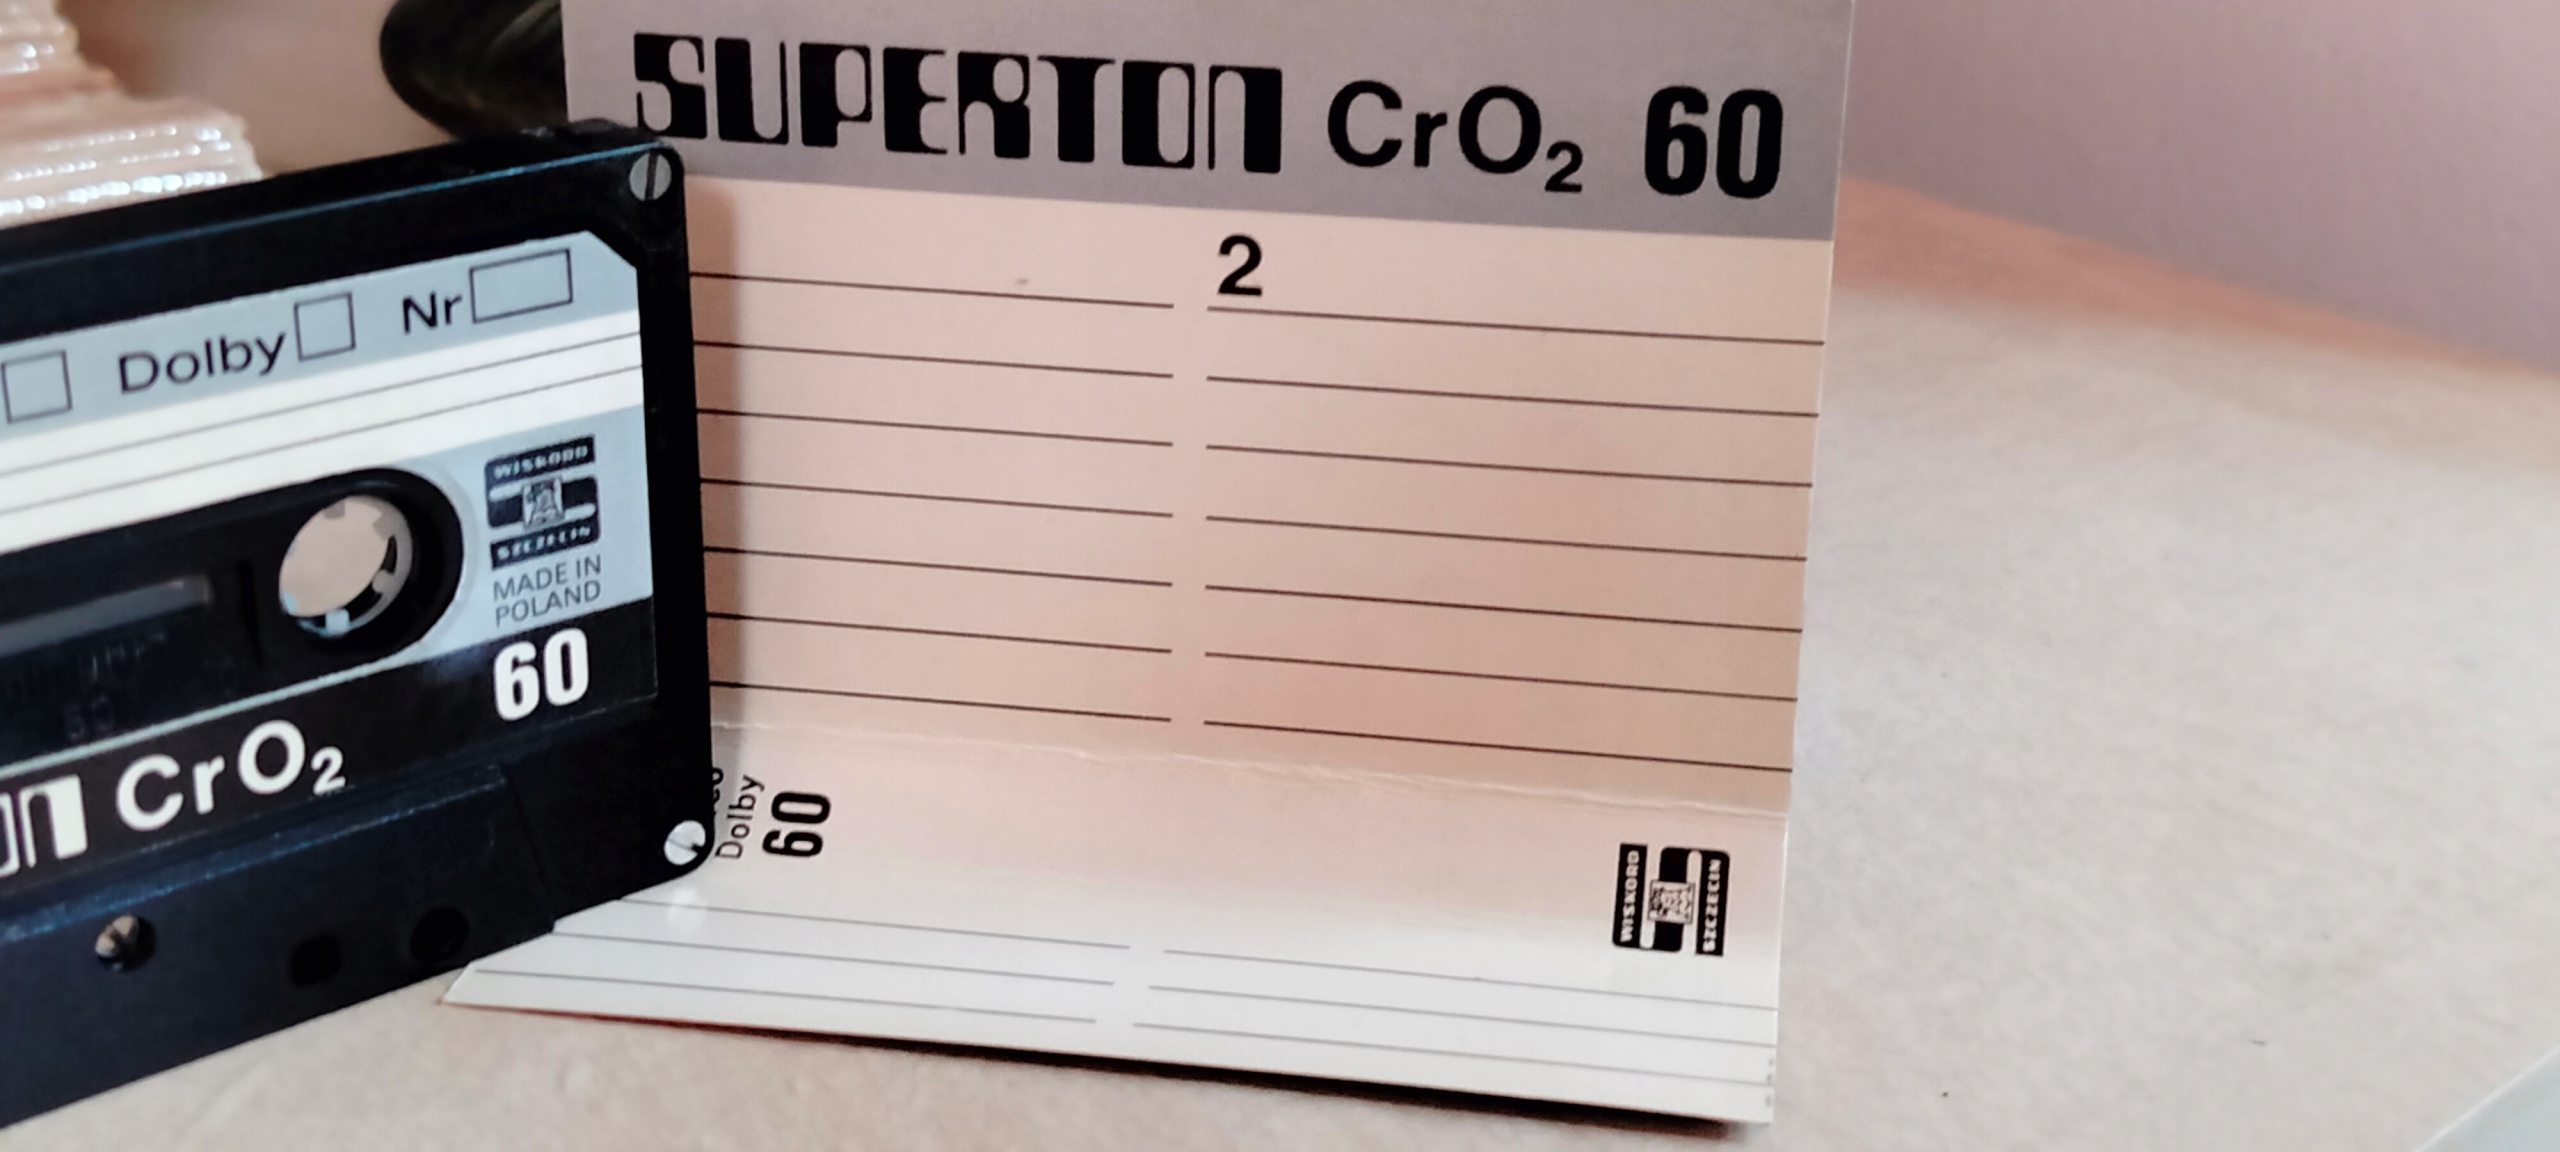 SUPERTON CrO₂ 60
2
Dolby
60
WISKORD
SZCZECIN
Dolby Nr
WISKORD
SZCZECIN
MADE IN
POLAND
60
CrO₂